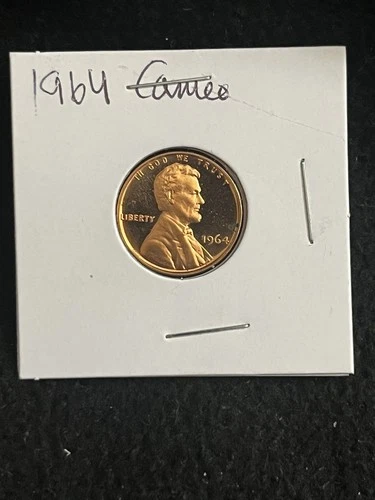 1964 Cameo
IN GOD WE TRUST
LIBERTY
1964